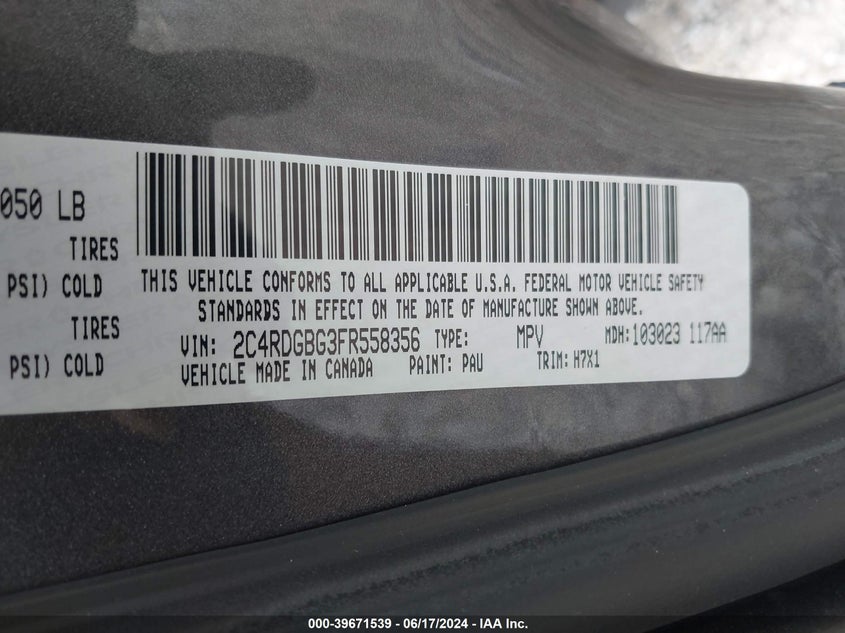 050 LB
TIRES
PSI) COLD
TIRES
PSI) COLD
THIS VEHICLE CONFORMS TO ALL APPLICABLE U.S.A. FEDERAL MOTOR VEHICLE SAFETY
STANDARDS IN EFFECT ON THE DATE OF MANUFACTURE SHOWN ABOVE.
VIN: 2C4RDGBG3FR558356 TYPE: MPV MDH:103023 117AA
VEHICLE MADE IN CANADA PAINT: PAU TRIM: H7X1
000-39671539 - 06/17/2024 - IAA Inc.